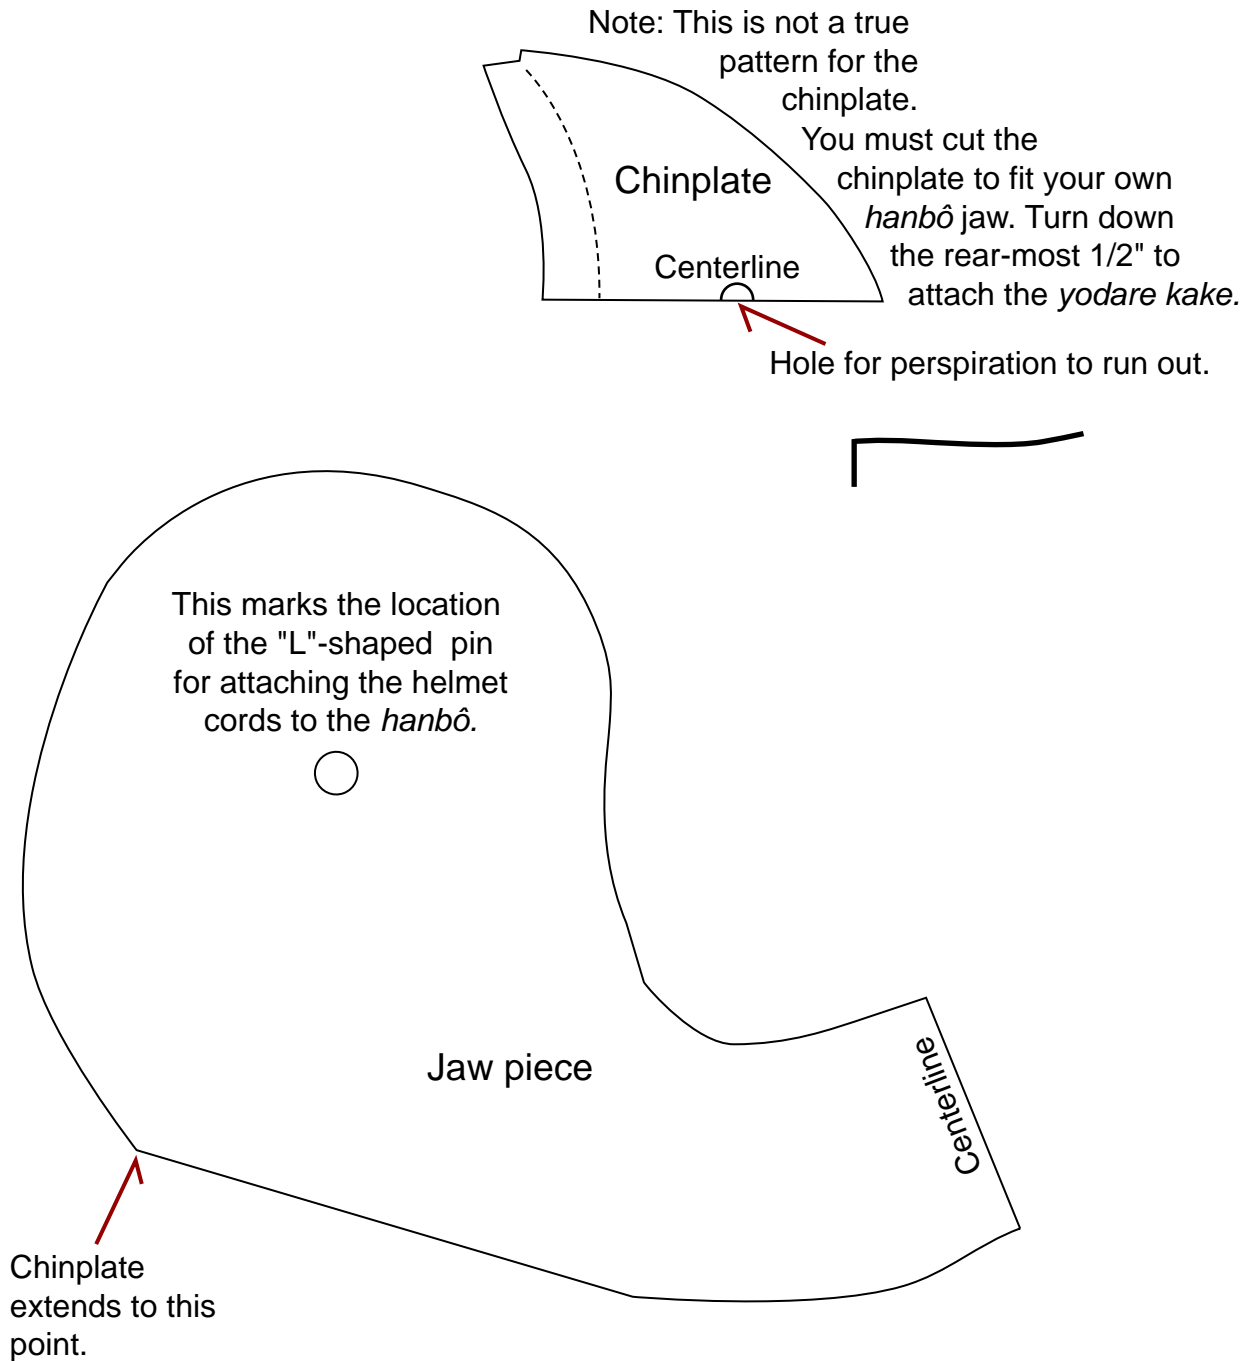 Note: This is not a true
pattern for the
chinplate.
You must cut the
chinplate to fit your own
hanbô jaw. Turn down
the rear-most 1/2" to
attach the yodare kake.
Chinplate
Centerline
Hole for perspiration to run out.
This marks the location
of the "L"-shaped  pin
for attaching the helmet
cords to the hanbô.
Jaw piece
Centerline
Chinplate
extends to this
point.